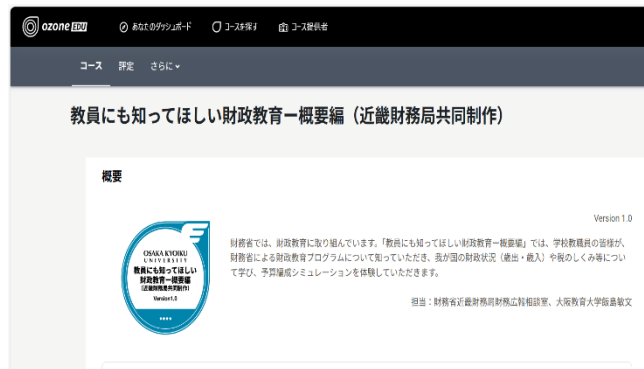 ozone EDU
あなたのダッシュボード
コースを探す
コース提供者
コース
評定
さらに
教員にも知ってほしい財政教育ー概要編（近畿財務局共同制作）
概要
Version 1.0
OSAKA KYOIKU
UNIVERSITY
教員にも知ってほしい
財政教育ー概要編
(近畿財務局共同制作)
Version1.0
財務省では、財政教育に取り組んでいます。「教員にも知ってほしい財政教育ー概要編」では、学校教職員の皆様が、
財務省による財政教育プログラムについて知っていただき、我が国の財政状況（歳出・歳入）や税のしくみ等につい
て学び、予算編成シミュレーションを体験していただきます。
担当：財務省近畿財務局財務広報相談室、大阪教育大学飯島敏文